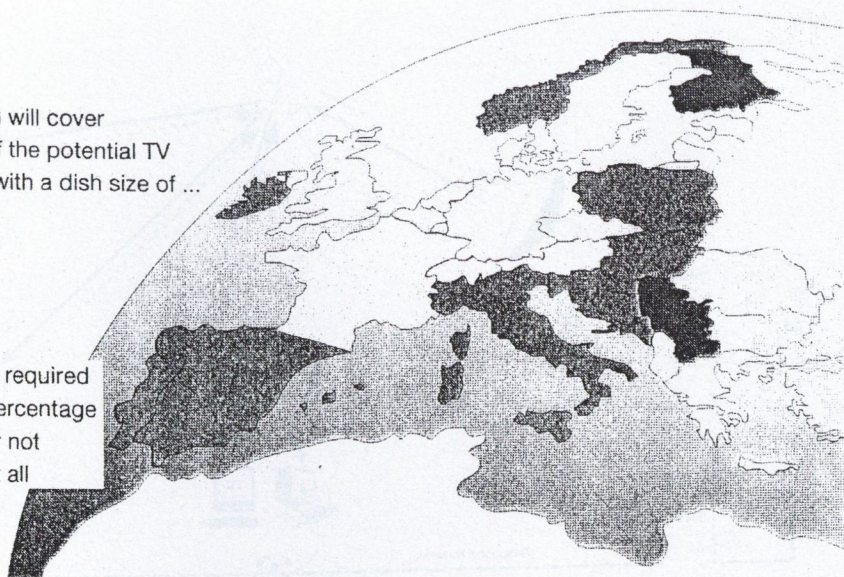 will cover
f the potential TV
with a dish size of ...
required
ercentage
r not
t all